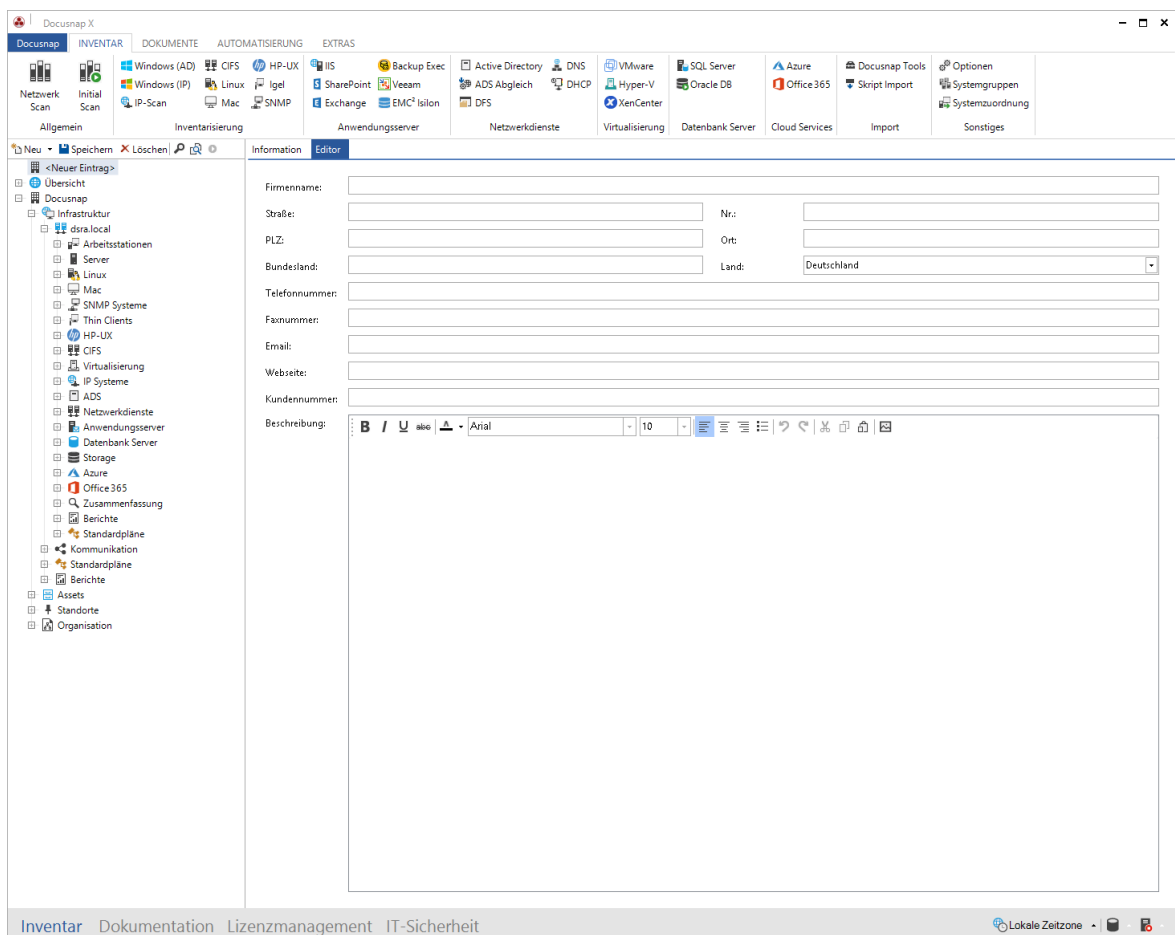 Docusnap X
Docusnap INVENTAR DOKUMENTE AUTOMATISIERUNG EXTRAS
Windows (AD) CIFS HP-UX IIS Backup Exec Active Directory DNS VMware SQL Server Azure Docusnap Tools Optionen
Netzwerk Scan Initial Scan Windows (IP) Linux Igel SharePoint Veeam ADS Abgleich DHCP Hyper-V Oracle DB Office 365 Skript Import Systemgruppen
IP-Scan Mac SNMP Exchange EMC² Isilon DFS XenCenter Systemzuordnung
Allgemein Inventarisierung Anwendungsserver Netzwerkdienste Virtualisierung Datenbank Server Cloud Services Import Sonstiges
Neu Speichern Löschen Information Editor
<Neuer Eintrag>
Übersicht
Docusnap
Infrastruktur
dsra.local
Arbeitsstationen
Server
Linux
Mac
SNMP Systeme
Thin Clients
HP-UX
CIFS
Virtualisierung
IP Systeme
ADS
Netzwerkdienste
Anwendungsserver
Datenbank Server
Storage
Azure
Office 365
Zusammenfassung
Berichte
Standardpläne
Kommunikation
Standardpläne
Berichte
Assets
Standorte
Organisation
Firmenname:
Straße: Nr.:
PLZ: Ort:
Bundesland: Land: Deutschland
Telefonnummer:
Faxnummer:
Email:
Webseite:
Kundennummer:
Beschreibung: B I U abc A Arial 10
Inventar Dokumentation Lizenzmanagement IT-Sicherheit Lokale Zeitzone